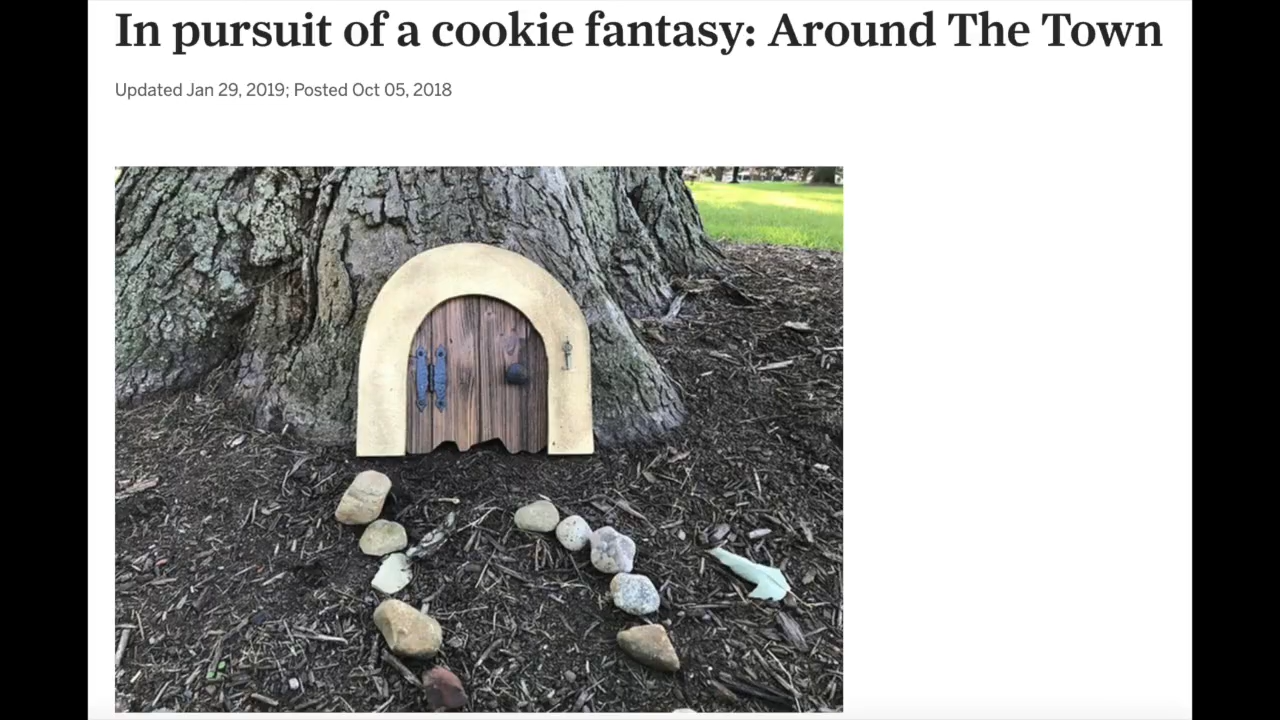 In pursuit of a cookie fantasy: Around The Town
Updated Jan 29, 2019; Posted Oct 05, 2018